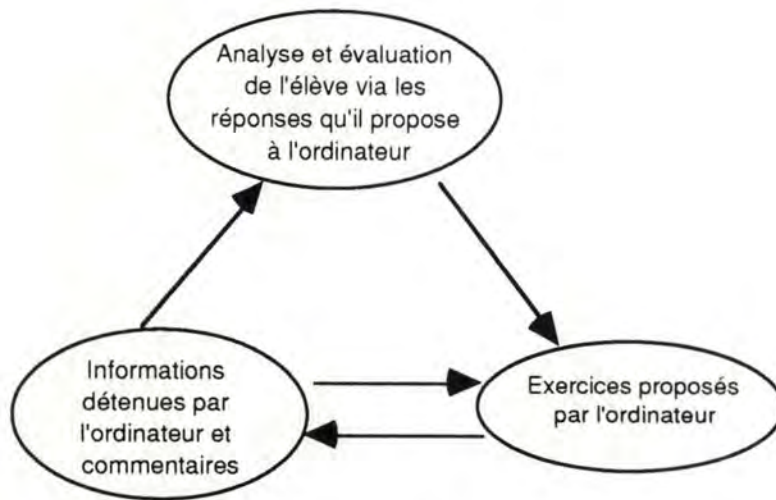 Analyse et évaluation
de l'élève via les
réponses qu'il propose
à l'ordinateur
Informations
détenues par
l'ordinateur et
commentaires
Exercices proposés
par l'ordinateur